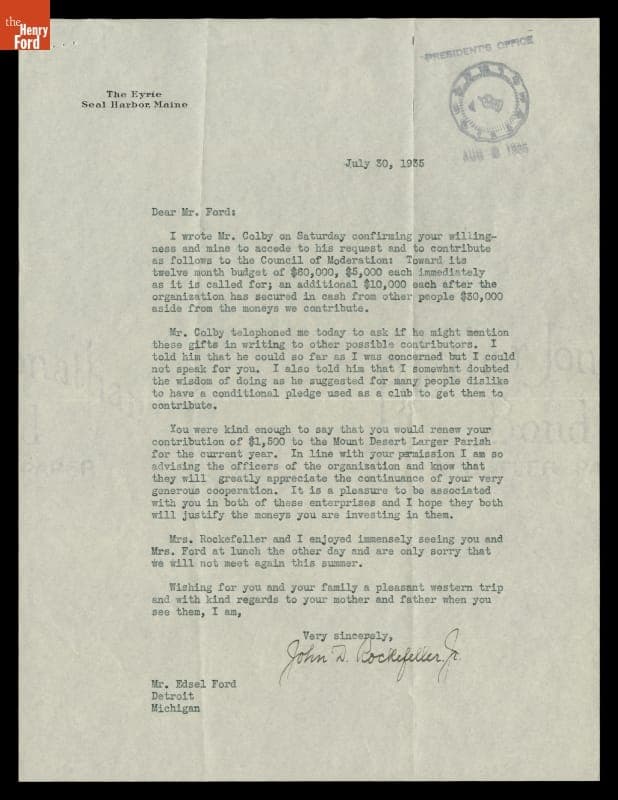 the
Henry
Ford
PRESIDENT'S OFFICE
The Eyrie
Seal Harbor, Maine
AUG 2 1935
July 30, 1935
Dear Mr. Ford:
I wrote Mr. Colby on Saturday confirming your willing-
ness and mine to accede to his request and to contribute
as follows to the Council of Moderation: Toward its
twelve month budget of $60,000, $5,000 each immediately
as it is called for; an additional $10,000 each after the
organization has secured in cash from other people $30,000
aside from the moneys we contribute.
Mr. Colby telephoned me today to ask if he might mention
these gifts in writing to other possible contributors. I
told him that he could so far as I was concerned but I could
not speak for you. I also told him that I somewhat doubted
the wisdom of doing as he suggested for many people dislike
to have a conditional pledge used as a club to get them to
contribute.
You were kind enough to say that you would renew your
contribution of $1,500 to the Mount Desert Larger Parish
for the current year. In line with your permission I am so
advising the officers of the organization and know that
they will greatly appreciate the continuance of your very
generous cooperation. It is a pleasure to be associated
with you in both of these enterprises and I hope they both
will justify the moneys you are investing in them.
Mrs. Rockefeller and I enjoyed immensely seeing you and
Mrs. Ford at lunch the other day and are only sorry that
we will not meet again this summer.
Wishing for you and your family a pleasant western trip
and with kind regards to your mother and father when you
see them, I am,
Very sincerely,
John D. Rockefeller, Jr.
Mr. Edsel Ford
Detroit
Michigan